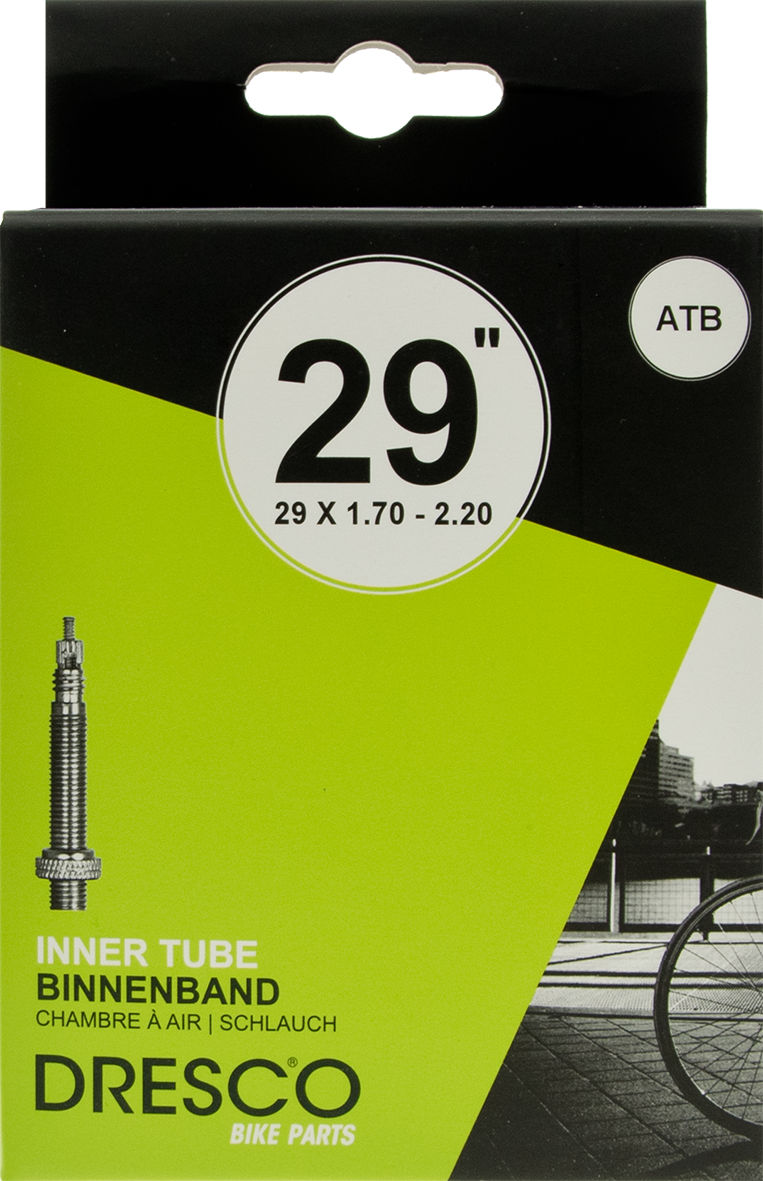 ATB
29"
29 X 1.70 - 2.20
INNER TUBE
BINNENBAND
CHAMBRE À AIR | SCHLAUCH
DRESCO®
BIKE PARTS